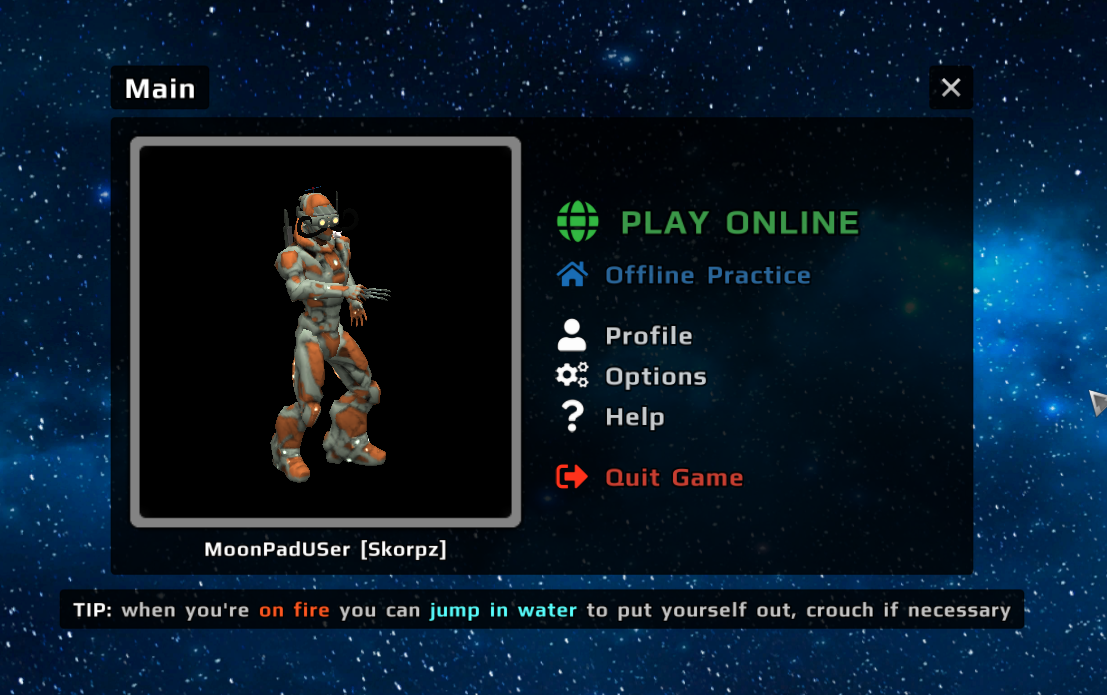 Main
PLAY ONLINE
Offline Practice
Profile
Options
Help
Quit Game
MoonPadUSer [Skorpz]
TIP: when you're on fire you can jump in water to put yourself out, crouch if necessary